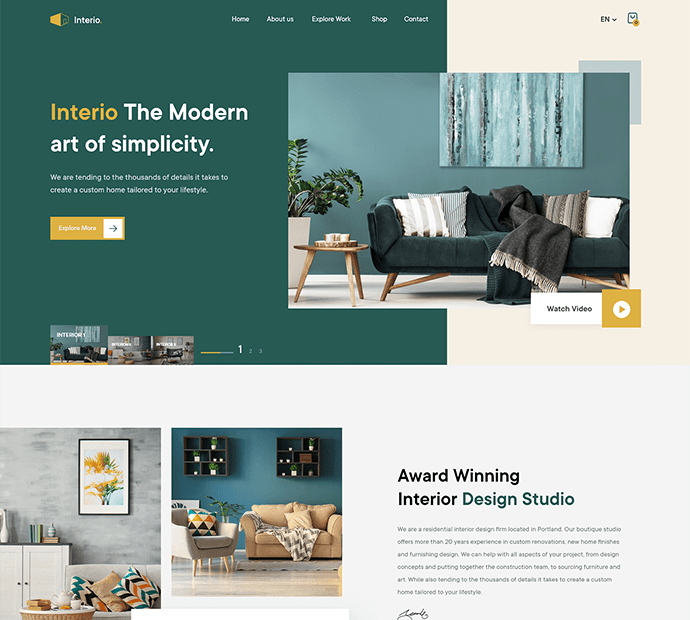 Interio.
Home About us Explore Work Shop Contact
EN
Interio The Modern
art of simplicity.
We are tending to the thousands of details it takes to
create a custom home tailored to your lifestyle.
Explore More
Watch Video
1 2 3
Award Winning
Interior Design Studio
We are a residential interior design firm located in Portland. Our boutique studio
offers more than 20 years experience in custom renovations, new home finishes
and furnishing design. We can help with all aspects of your project, from design
concepts and putting together the construction team, to sourcing furniture and
art. While also tending to the thousands of details it takes to create a custom
home tailored to your lifestyle.